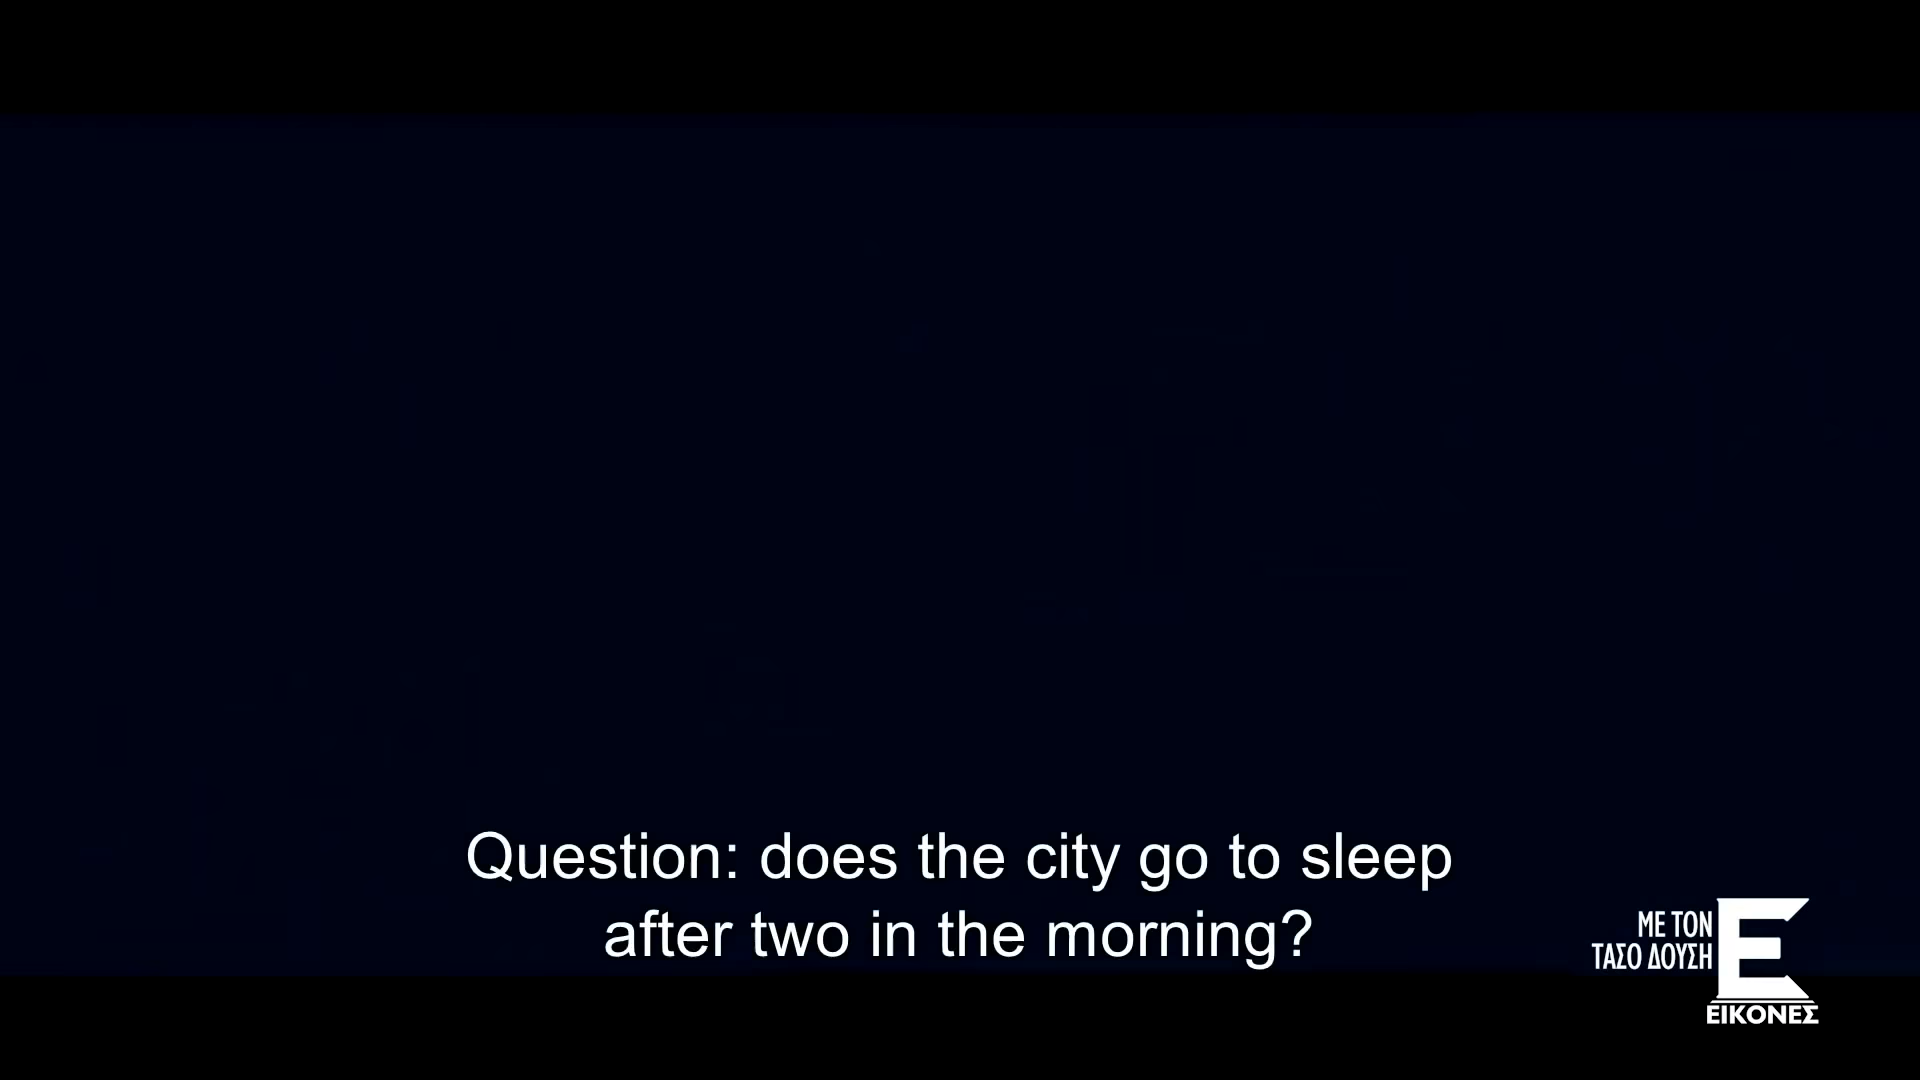 Question: does the city go to sleep
after two in the morning?
ΜΕ ΤΟΝ
ΤΑΣΟ ΔΟΥΣΗ
Ε
ΕΙΚΟΝΕΣ